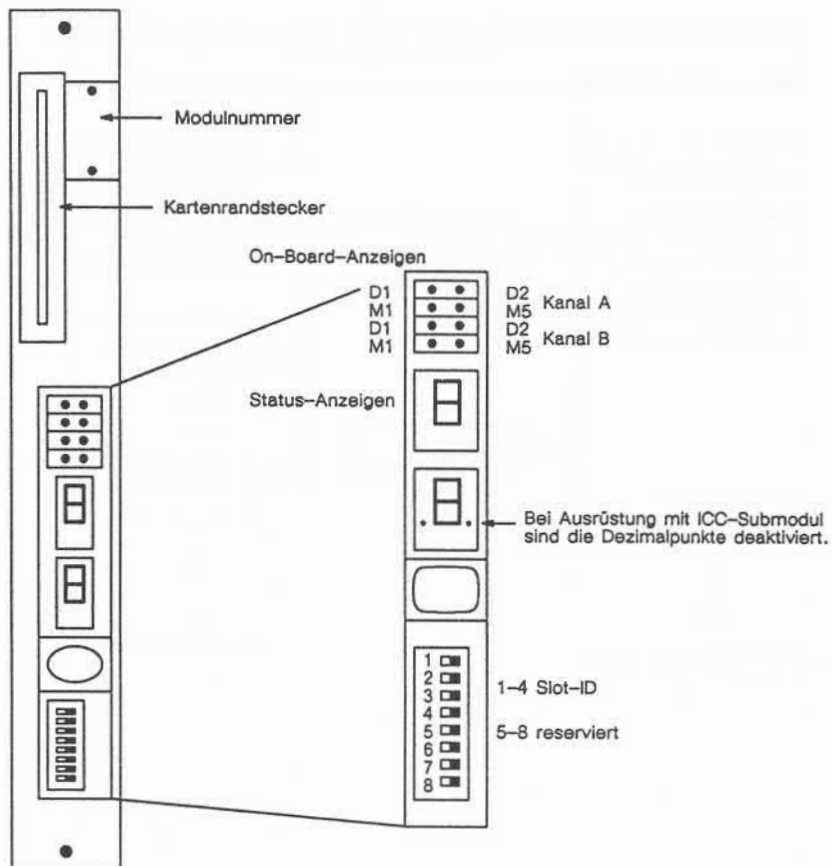 Modulnummer
Kartenrandstecker
On-Board-Anzeigen
D1 D2
M1 M5 Kanal A
D1 D2
M1 M5 Kanal B
Status-Anzeigen
Bei Ausrüstung mit ICC-Submodul
sind die Dezimalpunkte deaktiviert.
1
2
3
4
5
6
7
8
1-4 Slot-ID
5-8 reserviert